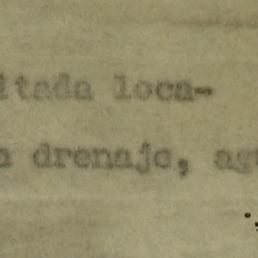 itada loca-
a drenaje, ag